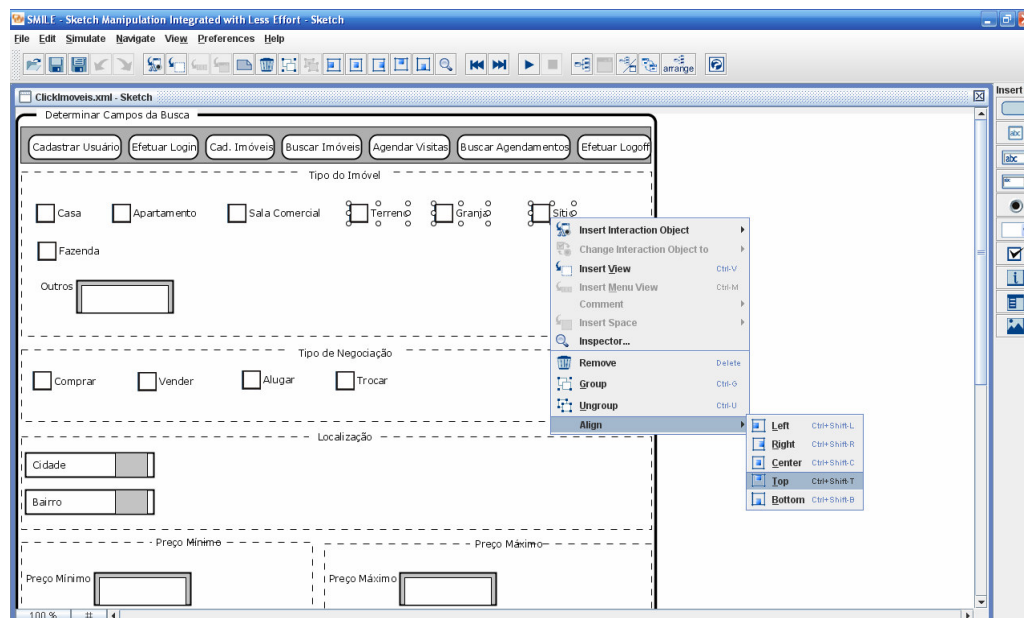 SMILE - Sketch Manipulation Integrated with Less Effort - Sketch
File Edit Simulate Navigate View Preferences Help
arrange
ClickImoveis.xml - Sketch
Insert
Determinar Campos da Busca
Cadastrar Usuário Efetuar Login Cad. Imóveis Buscar Imóveis Agendar Visitas Buscar Agendamentos Efetuar Logoff
Tipo do Imóvel
Casa Apartamento Sala Comercial Terreno Granja Sítio
Fazenda
Outros
Insert Interaction Object
Change Interaction Object to
Insert View Ctrl-V
Insert Menu View Ctrl-M
Comment
Insert Space
Inspector...
Remove Delete
Group Ctrl-G
Ungroup Ctrl-U
Align
Left Ctrl+Shift-L
Right Ctrl+Shift-R
Center Ctrl+Shift-C
Top Ctrl+Shift-T
Bottom Ctrl+Shift-B
Tipo de Negociação
Comprar Vender Alugar Trocar
Localização
Cidade
Bairro
Preço Mínimo Preço Máximo
Preço Mínimo Preço Máximo
100 % #
abc
abc